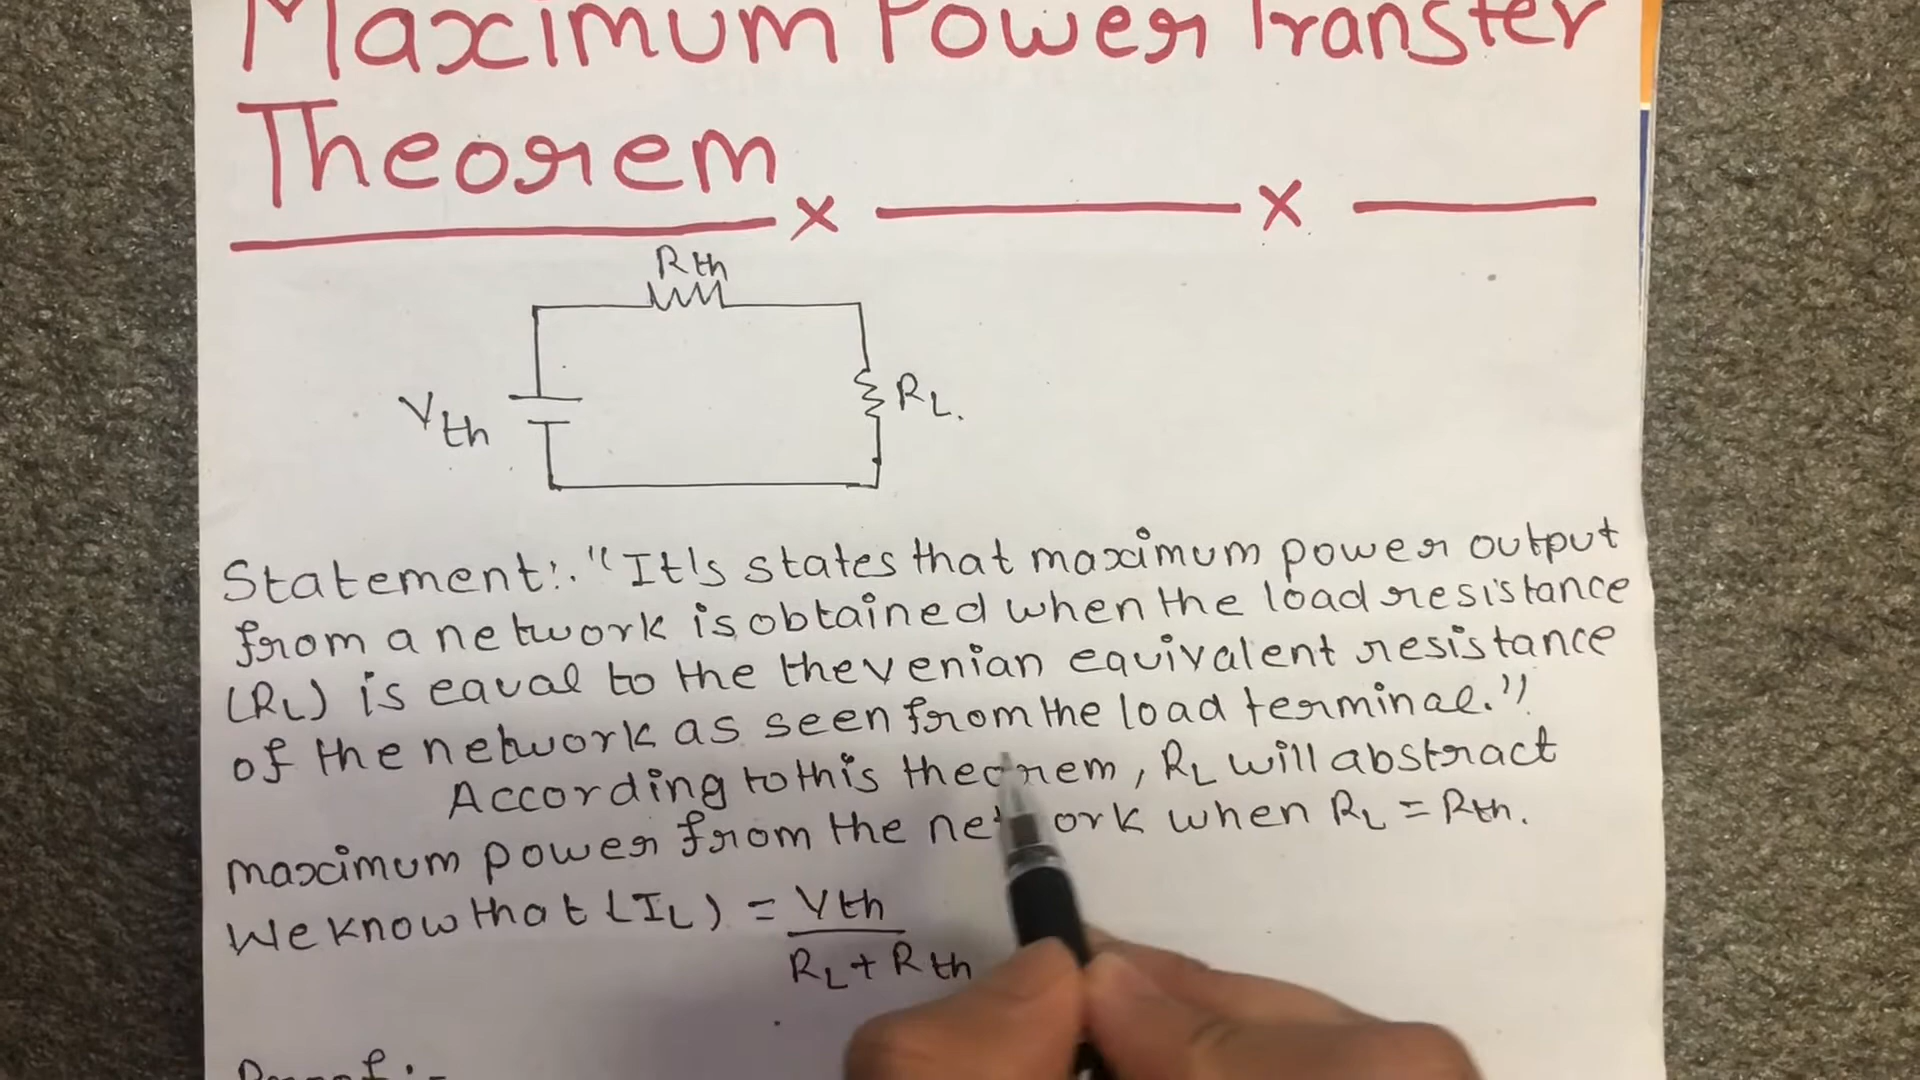 Maximum Power Transfer
Theorem
Rth
Vth
RL.
Statement:. "It's states that maximum power output
from a network is obtained when the load resistance
(RL) is equal to the thevenian equivalent resistance
of the network as seen from the load terminal."
According to this theorem, RL will abstract
maximum power from the network when RL = Rth.
We know that (IL) = Vth
RL + Rth
Proof:-